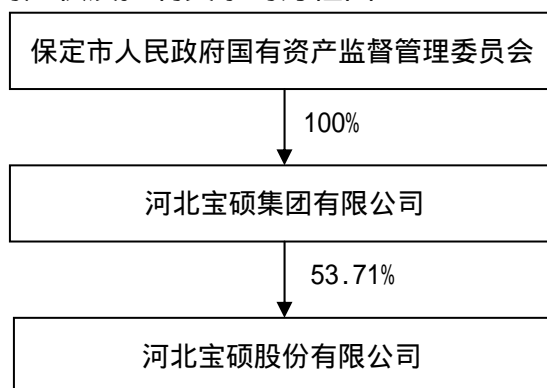 保定市人民政府国有资产监督管理委员会
100%
河北宝硕集团有限公司
53.71%
河北宝硕股份有限公司